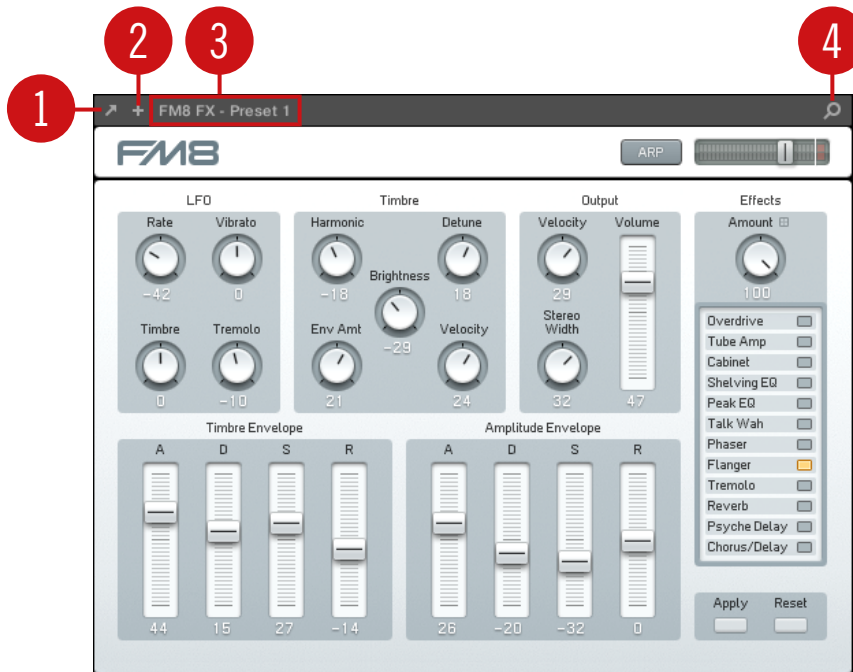 2 3 4
1
+ FM8 FX - Preset 1
FM8 ARP
LFO Timbre Output Effects
Rate Vibrato Harmonic Detune Velocity Volume Amount
Brightness
-42 0 -18 18 29 100
Stereo
Timbre Tremolo Env Amt Velocity Width
-29
0 -10 21 24 32 47
Overdrive
Tube Amp
Cabinet
Shelving EQ
Peak EQ
Talk Wah
Phaser
Flanger
Tremolo
Reverb
Psyche Delay
Chorus/Delay
Timbre Envelope Amplitude Envelope
A D S R A D S R
44 15 27 -14 26 -20 -32 0
Apply Reset